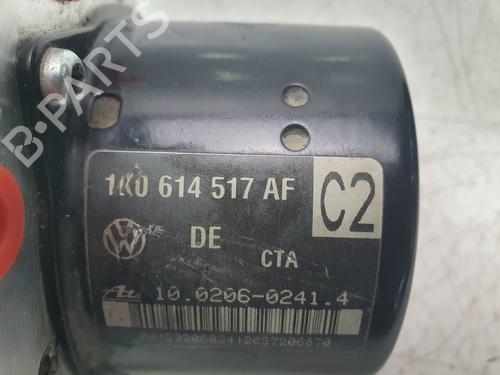 B-PARTS
1K0 614 517 AF
C2
DE
CTA
10.0206-0241.4